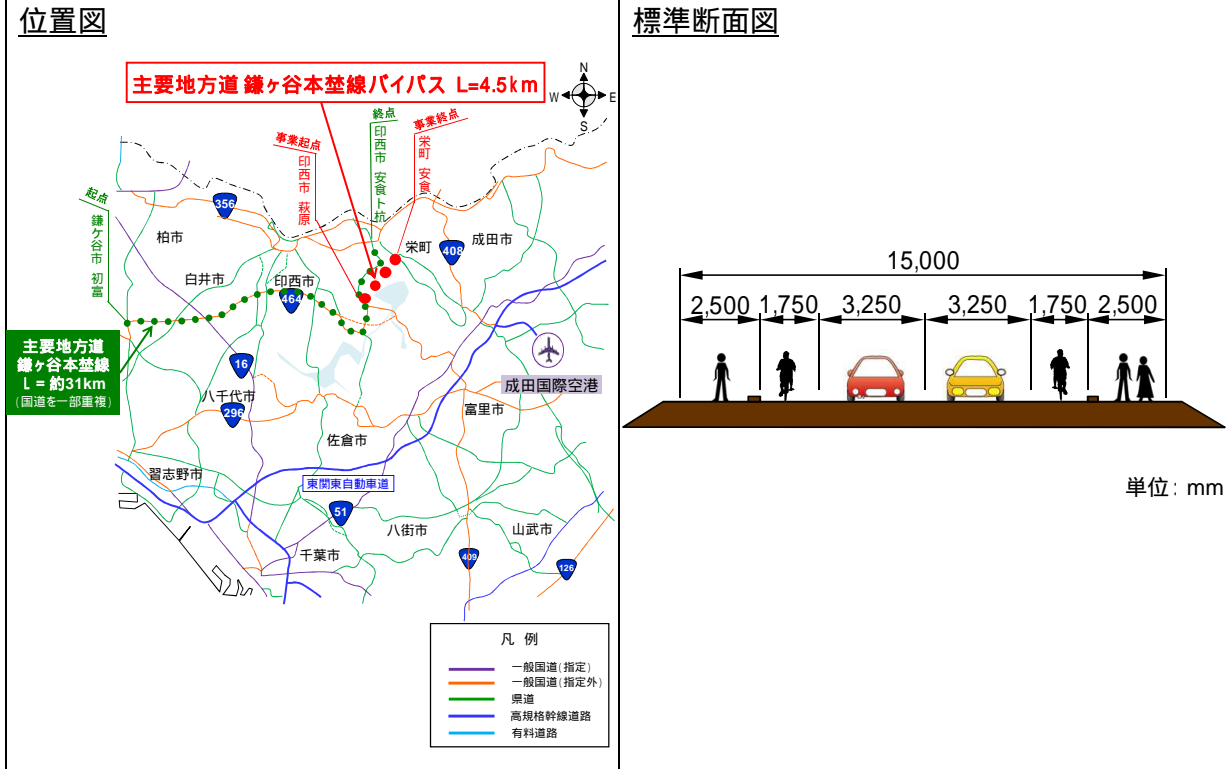 位置図
主要地方道 鎌ヶ谷本埜線バイパス L=4.5km
N
W
E
S
終点
印西市 安食卜杭
事業終点
栄町 安食
事業起点
印西市 萩原
起点
鎌ケ谷市 初富
356
柏市
白井市
印西市
464
栄町
408
成田市
主要地方道
鎌ヶ谷本埜線
L = 約31km
(国道を一部重複)
16
八千代市
296
成田国際空港
富里市
佐倉市
習志野市
東関東自動車道
51
八街市
山武市
千葉市
409
126
凡 例
一般国道(指定)
一般国道(指定外)
県道
高規格幹線道路
有料道路
標準断面図
15,000
2,500 1,750 3,250 3,250 1,750 2,500
単位: mm